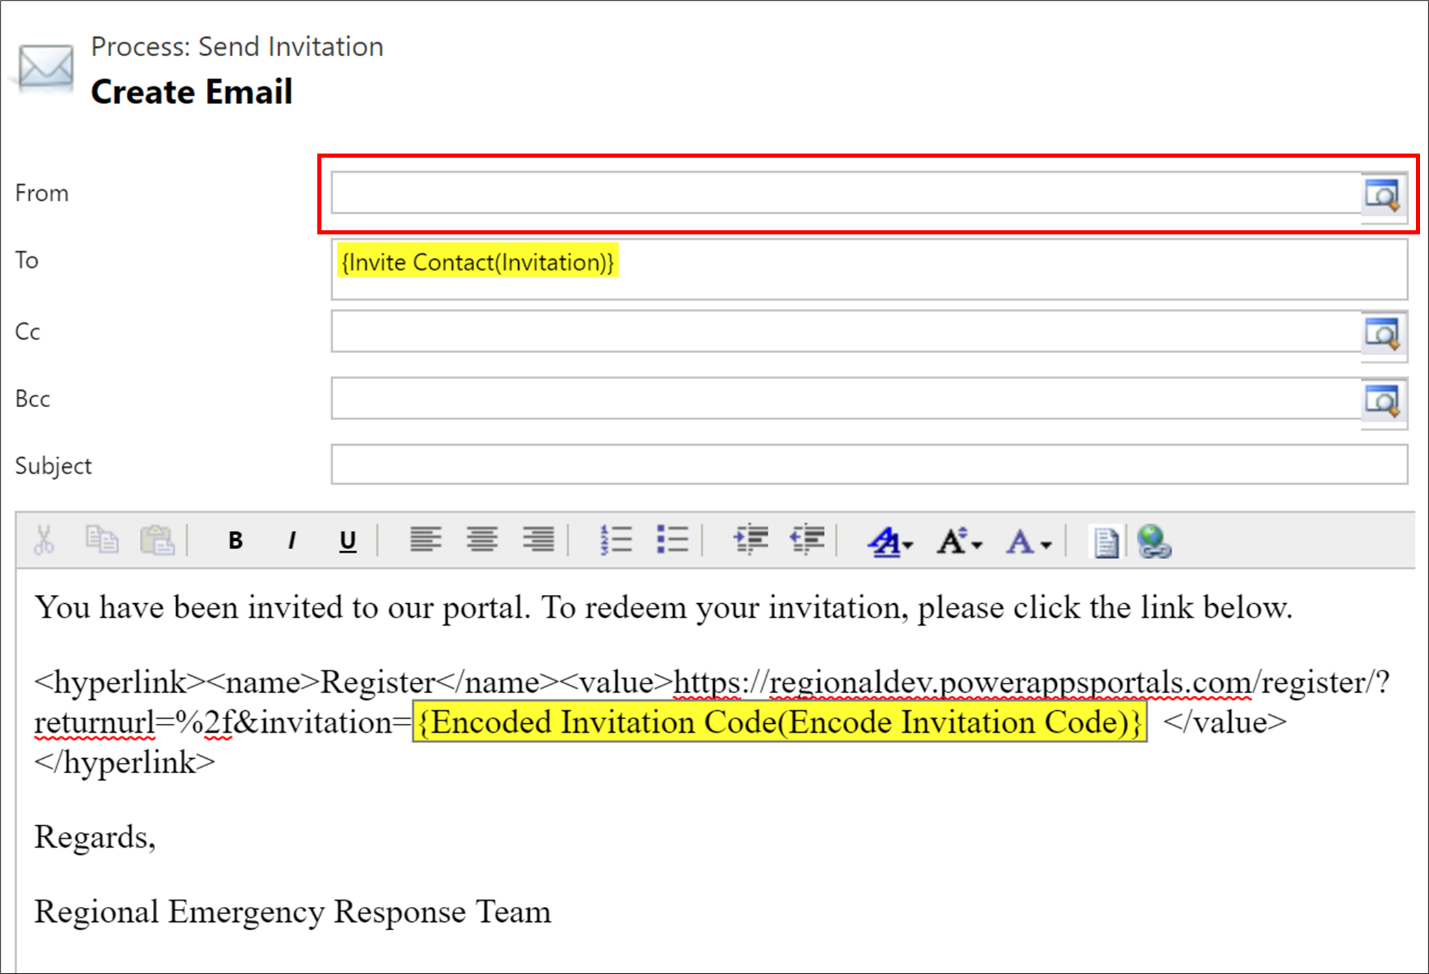 Process: Send Invitation
Create Email
From
To
{Invite Contact(Invitation)}
Cc
Bcc
Subject
B I U A A A
You have been invited to our portal. To redeem your invitation, please click the link below.
<hyperlink><name>Register</name><value>https://regionaldev.powerappsportals.com/register/?
returnurl=%2f&invitation={Encoded Invitation Code(Encode Invitation Code)} </value>
</hyperlink>
Regards,
Regional Emergency Response Team